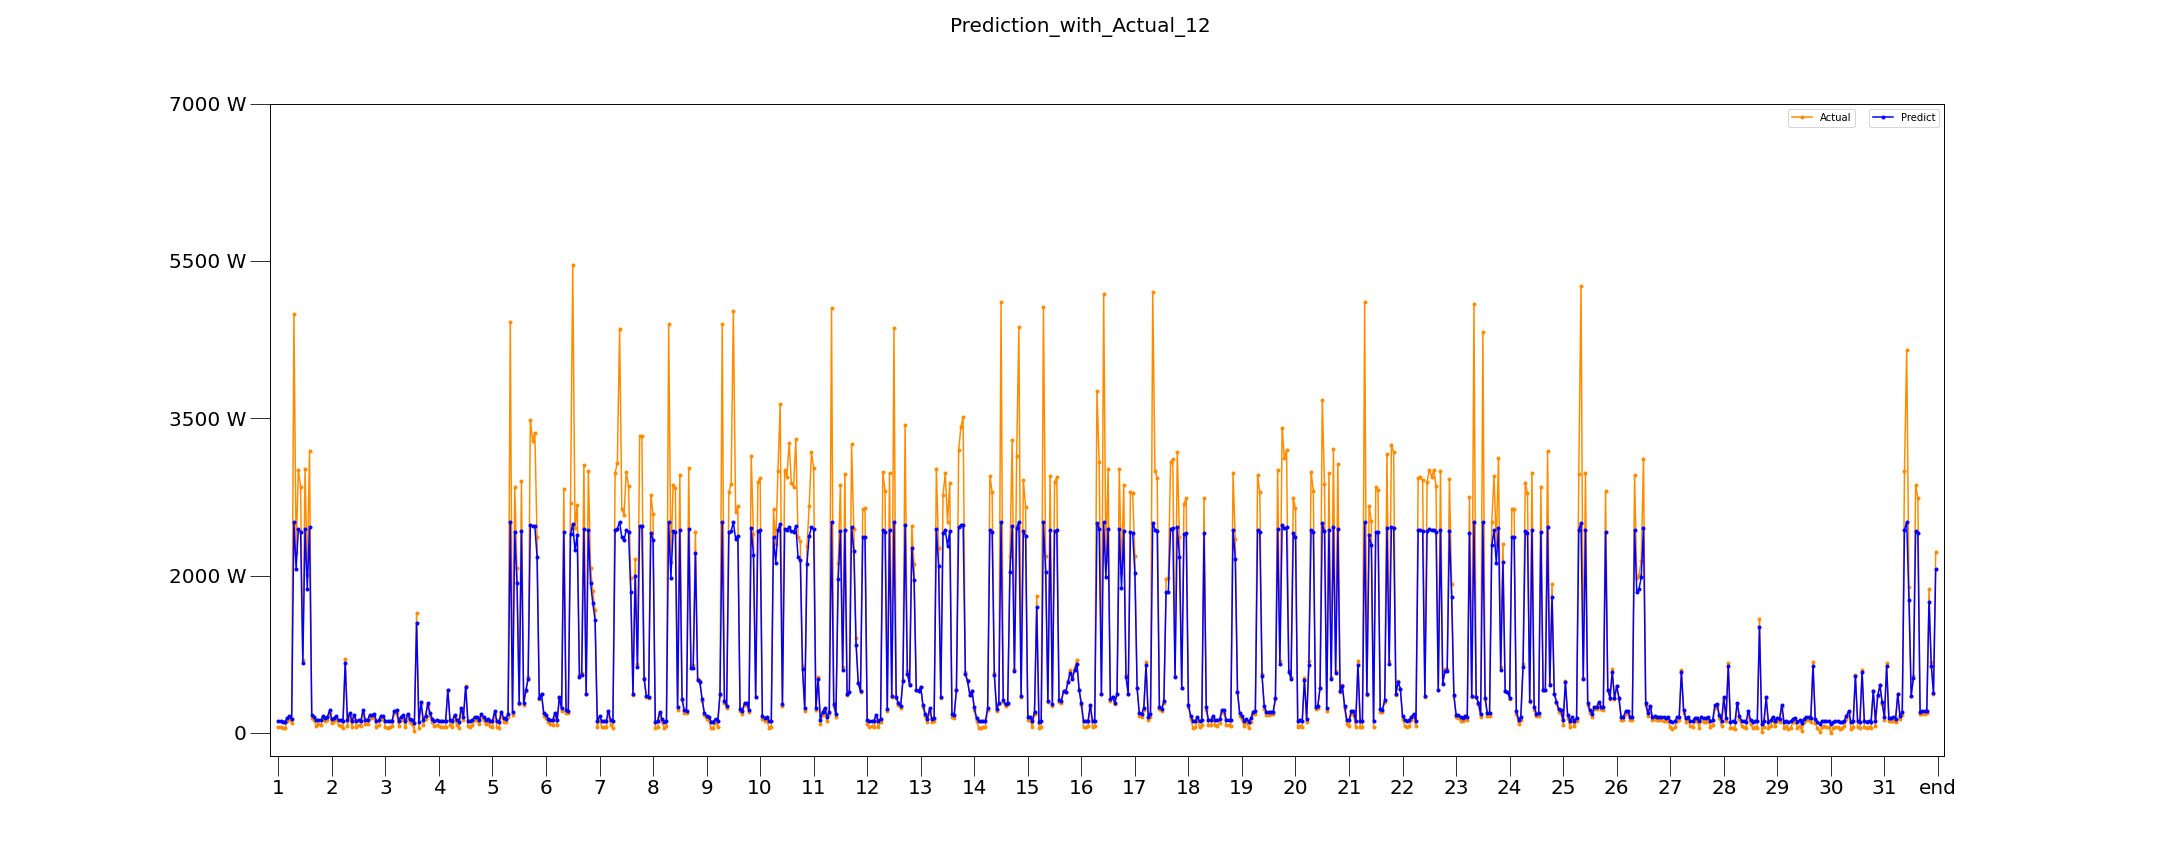 Prediction_with_Actual_12
7000 W
Actual Predict
5500 W
3500 W
2000 W
0
1 2 3 4 5 6 7 8 9 10 11 12 13 14 15 16 17 18 19 20 21 22 23 24 25 26 27 28 29 30 31 end